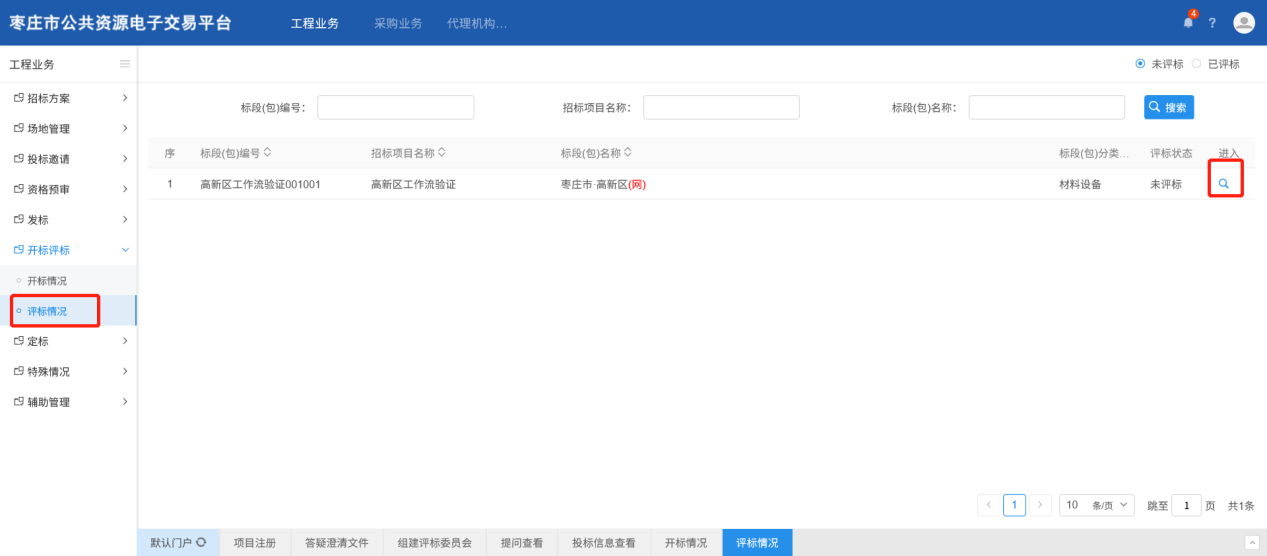 枣庄市公共资源电子交易平台 工程业务 采购业务 代理机构... 4 ?
工程业务 未评标 已评标
招标方案
场地管理
投标邀请
资格预审
发标
开标评标
开标情况
评标情况
定标
特殊情况
辅助管理
标段(包)编号: 招标项目名称: 标段(包)名称: 搜索
序 标段(包)编号 招标项目名称 标段(包)名称 标段(包)分类... 评标状态 进入
1 高新区工作流验证001001 高新区工作流验证 枣庄市·高新区(网) 材料设备 未评标
1 10 条/页 跳至 1 页 共1条
默认门户 项目注册 答疑澄清文件 组建评标委员会 提问查看 投标信息查看 开标情况 评标情况